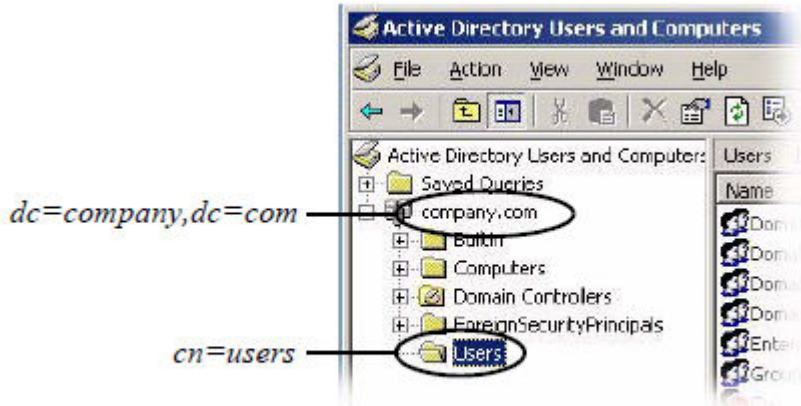 Active Directory Users and Computers
File Action View Window Help
Active Directory Users and Computers Users
Saved Queries Name
dc=company,dc=com company.com
Builtin
Computers
Domain Controllers
ForeignSecurityPrincipals
cn=users Users